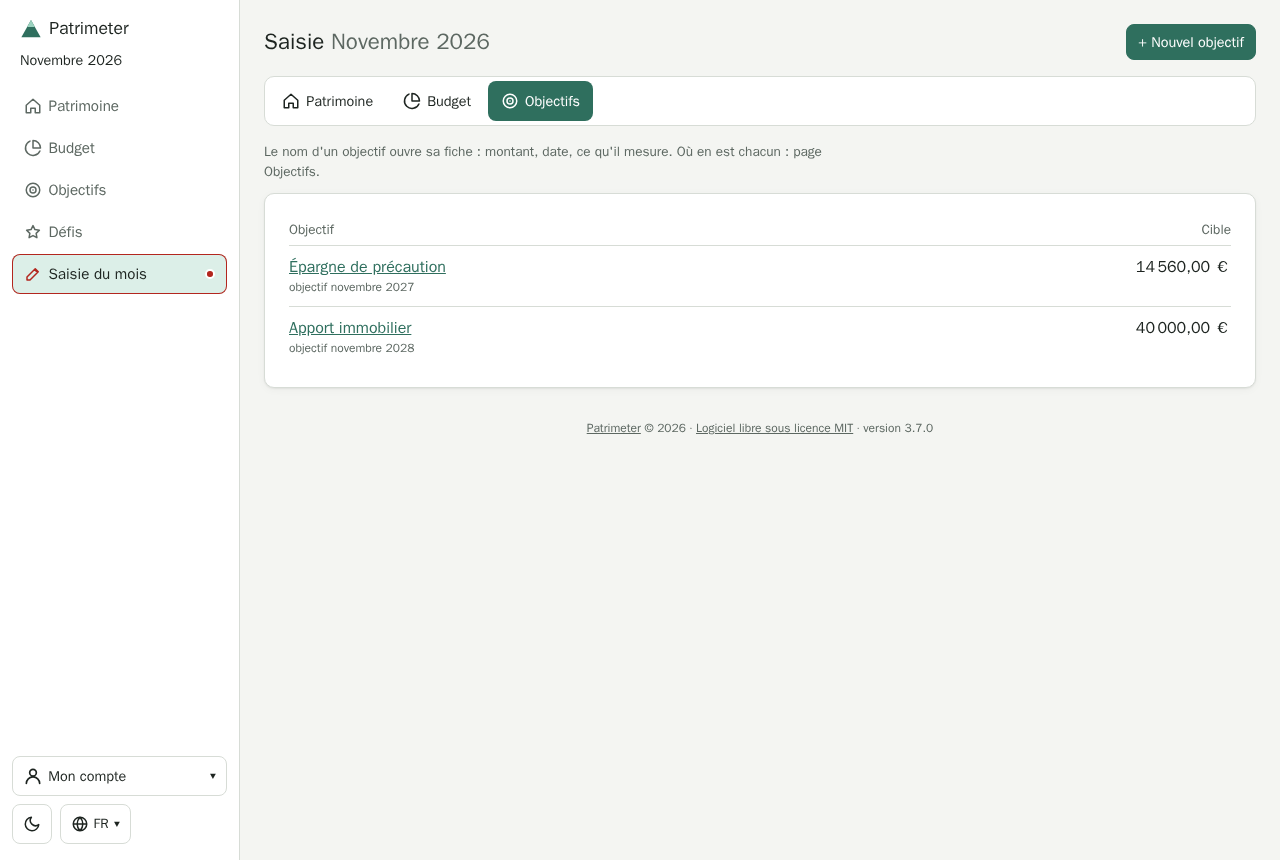 Patrimeter
Novembre 2026
Patrimoine
Budget
Objectifs
Défis
Saisie du mois
Mon compte ▾
FR ▾
Saisie Novembre 2026
+ Nouvel objectif
Patrimoine
Budget
Objectifs
Le nom d'un objectif ouvre sa fiche : montant, date, ce qu'il mesure. Où en est chacun : page
Objectifs.
Objectif Cible
Épargne de précaution 14 560,00 €
objectif novembre 2027
Apport immobilier 40 000,00 €
objectif novembre 2028
Patrimeter © 2026 · Logiciel libre sous licence MIT · version 3.7.0